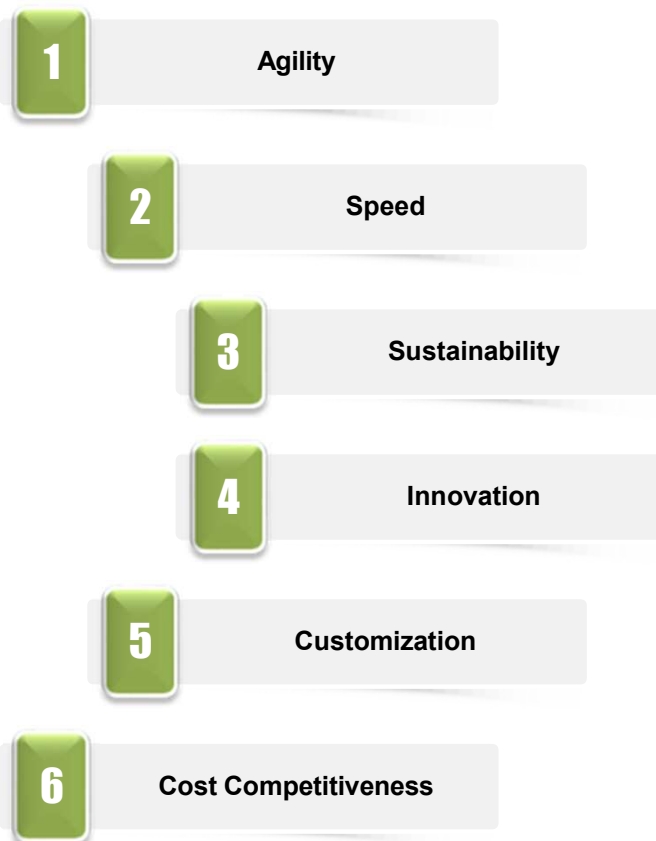 1 Agility
2 Speed
3 Sustainability
4 Innovation
5 Customization
6 Cost Competitiveness